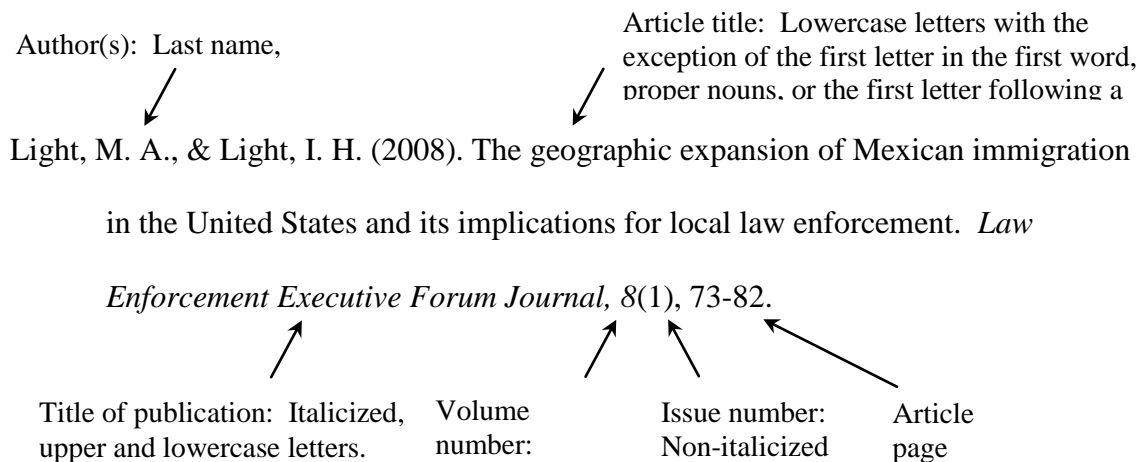 Author(s): Last name,
Article title: Lowercase letters with the
exception of the first letter in the first word,
proper nouns, or the first letter following a
Light, M. A., & Light, I. H. (2008). The geographic expansion of Mexican immigration
in the United States and its implications for local law enforcement. Law
Enforcement Executive Forum Journal, 8(1), 73-82.
Title of publication: Italicized,
upper and lowercase letters.
Volume
number:
Issue number:
Non-italicized
Article
page